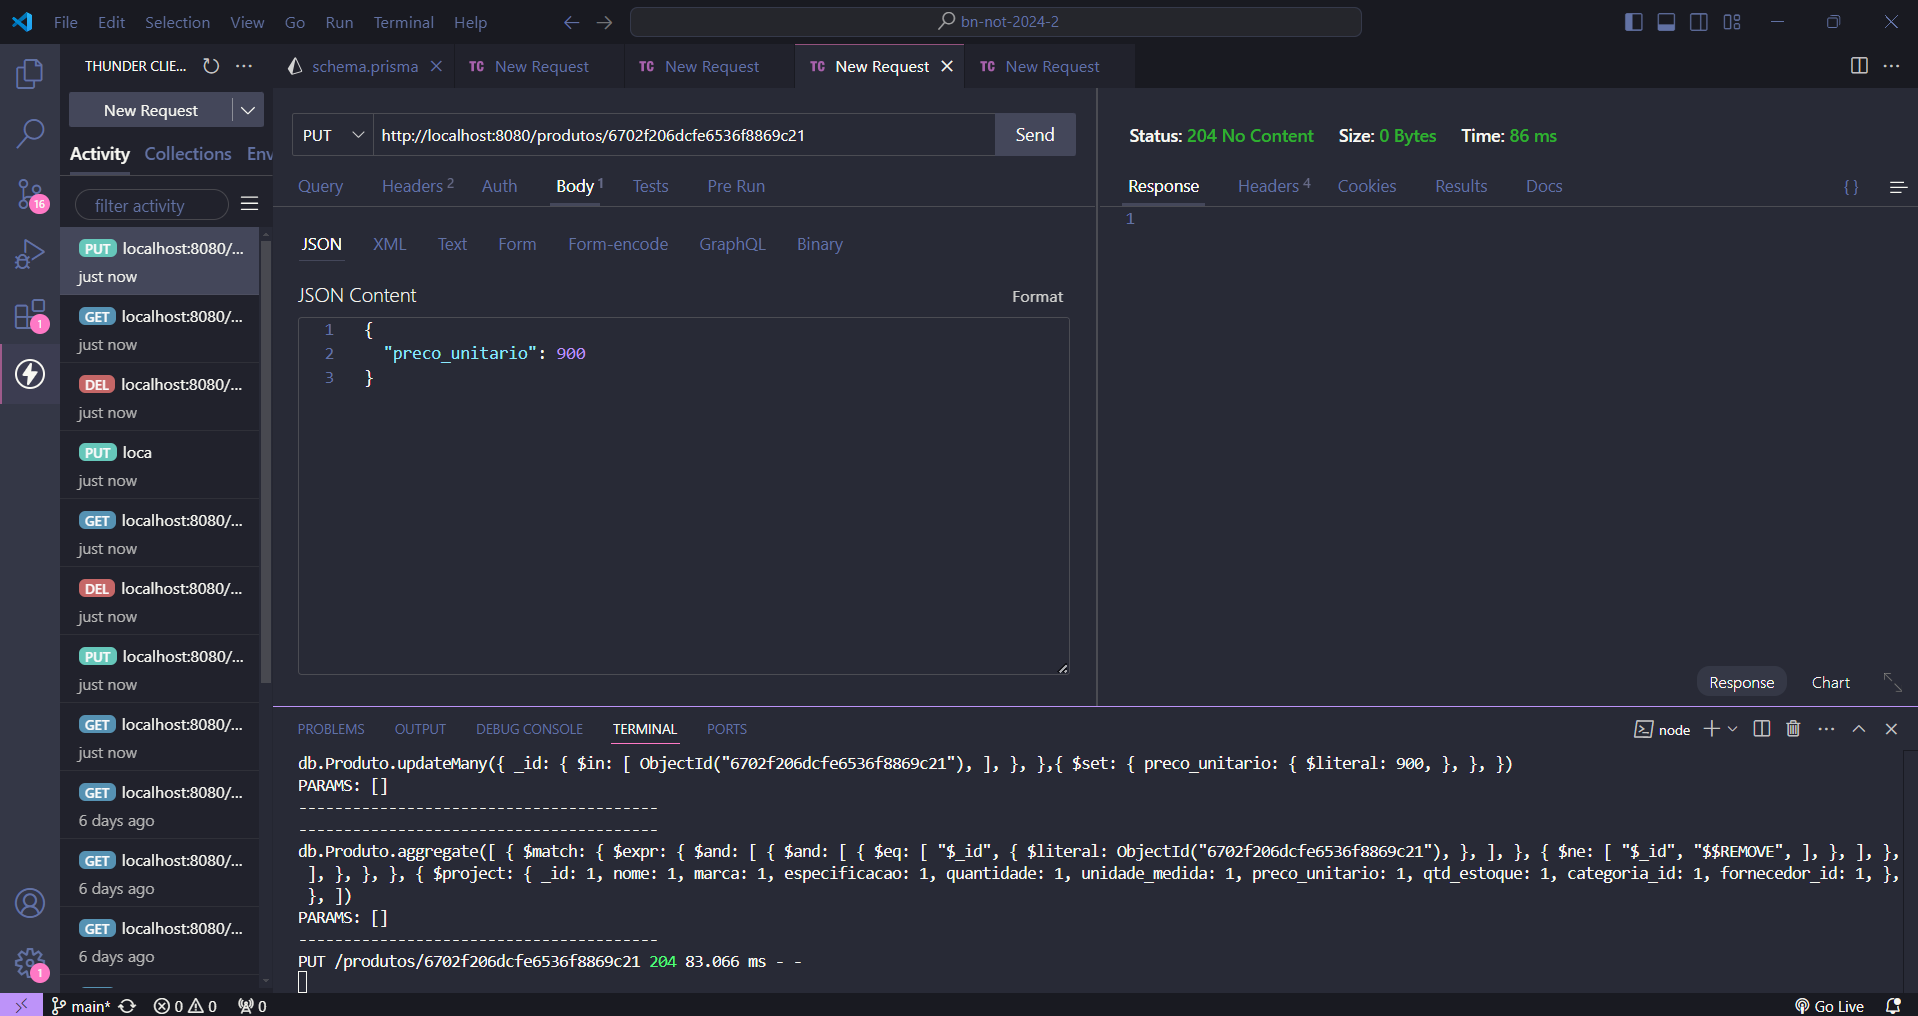 File Edit Selection View Go Run Terminal Help
bn-not-2024-2
THUNDER CLIE...
schema.prisma
TC New Request
TC New Request
TC New Request
TC New Request
New Request
Activity Collections Env
filter activity
PUT localhost:8080/...
just now
GET localhost:8080/...
just now
DEL localhost:8080/...
just now
PUT loca
just now
GET localhost:8080/...
just now
DEL localhost:8080/...
just now
PUT localhost:8080/...
just now
GET localhost:8080/...
just now
GET localhost:8080/...
6 days ago
GET localhost:8080/...
6 days ago
GET localhost:8080/...
6 days ago
16
1
1
PUT http://localhost:8080/produtos/6702f206dcfe6536f8869c21 Send
Query Headers 2 Auth Body 1 Tests Pre Run
JSON XML Text Form Form-encode GraphQL Binary
JSON Content Format
1 {
2 "preco_unitario": 900
3 }
Status: 204 No Content Size: 0 Bytes Time: 86 ms
Response Headers 4 Cookies Results Docs { }
1
Response Chart
PROBLEMS OUTPUT DEBUG CONSOLE TERMINAL PORTS
node
db.Produto.updateMany({ _id: { $in: [ ObjectId("6702f206dcfe6536f8869c21"), ], }, },{ $set: { preco_unitario: { $literal: 900, }, }, })
PARAMS: []
----------------------------------------
----------------------------------------
db.Produto.aggregate([ { $match: { $expr: { $and: [ { $and: [ { $eq: [ "$_id", { $literal: ObjectId("6702f206dcfe6536f8869c21"), }, ], }, { $ne: [ "$_id", "$$REMOVE", ], }, ], },
], }, }, }, { $project: { _id: 1, nome: 1, marca: 1, especificacao: 1, quantidade: 1, unidade_medida: 1, preco_unitario: 1, qtd_estoque: 1, categoria_id: 1, fornecedor_id: 1, },
}, ])
PARAMS: []
----------------------------------------
PUT /produtos/6702f206dcfe6536f8869c21 204 83.066 ms - -
main* 0 0 0
Go Live